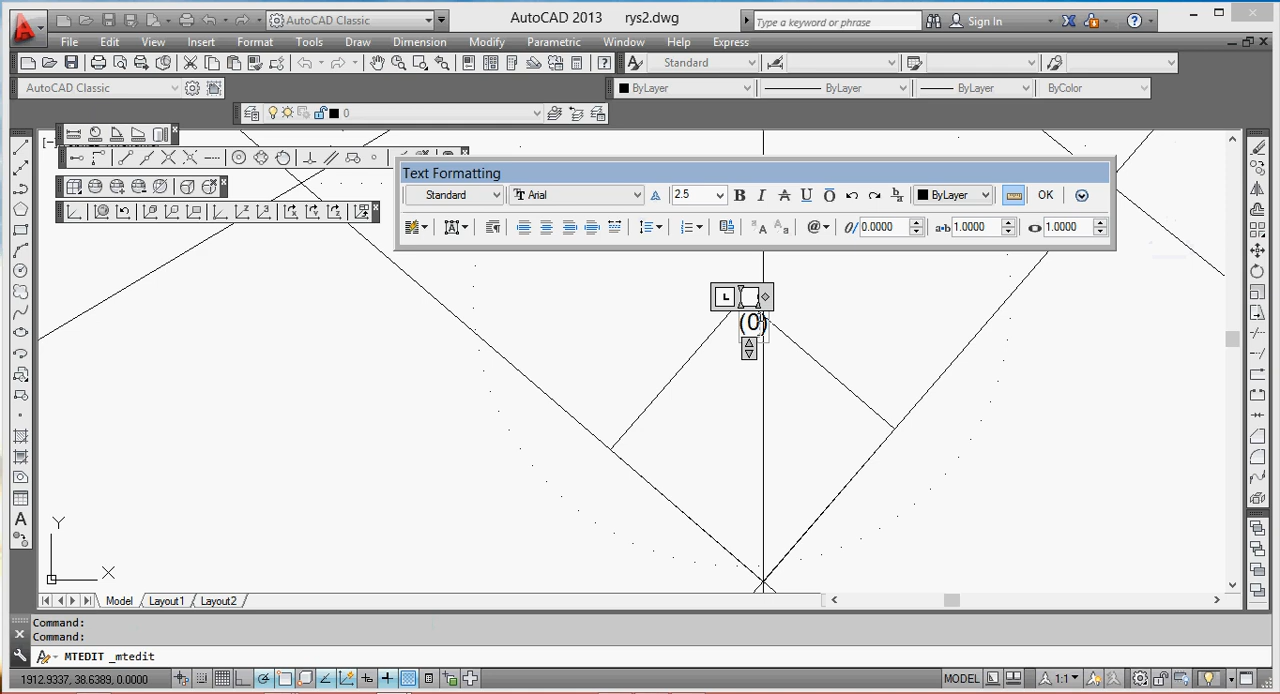 AutoCAD Classic
AutoCAD 2013 rys2.dwg
Type a keyword or phrase
Sign In
File Edit View Insert Format Tools Draw Dimension Modify Parametric Window Help Express
Standard
AutoCAD Classic
ByLayer ByLayer ByLayer ByColor
0
Text Formatting
Standard Arial 2.5 B I A U O ByLayer OK
@ 0/ 0.0000 a•b 1.0000 1.0000
(0)
Y
X
Model Layout1 Layout2
Command:
Command:
MTEDIT _mtedit
1912.9337, 38.6389, 0.0000
MODEL 1:1